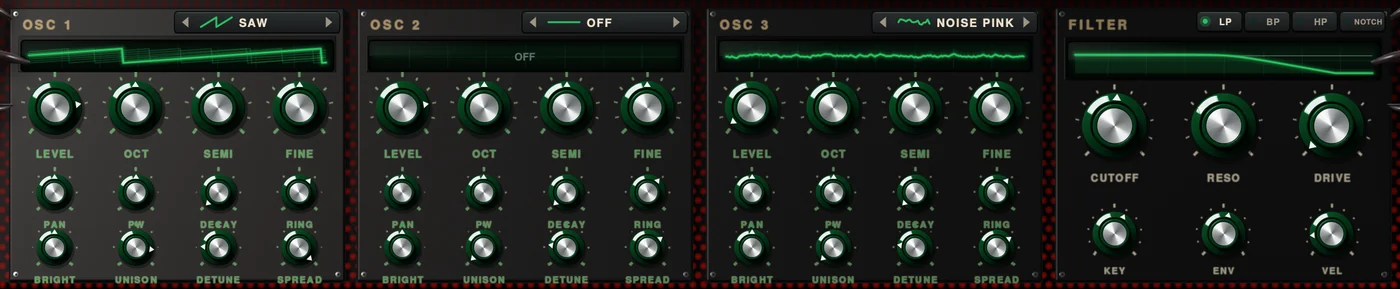 OSC 1
SAW
LEVEL OCT SEMI FINE
PAN PW DECAY RING
BRIGHT UNISON DETUNE SPREAD
OSC 2
OFF
OFF
LEVEL OCT SEMI FINE
PAN PW DECAY RING
BRIGHT UNISON DETUNE SPREAD
OSC 3
NOISE PINK
LEVEL OCT SEMI FINE
PAN PW DECAY RING
BRIGHT UNISON DETUNE SPREAD
FILTER
LP BP HP NOTCH
CUTOFF RESO DRIVE
KEY ENV VEL